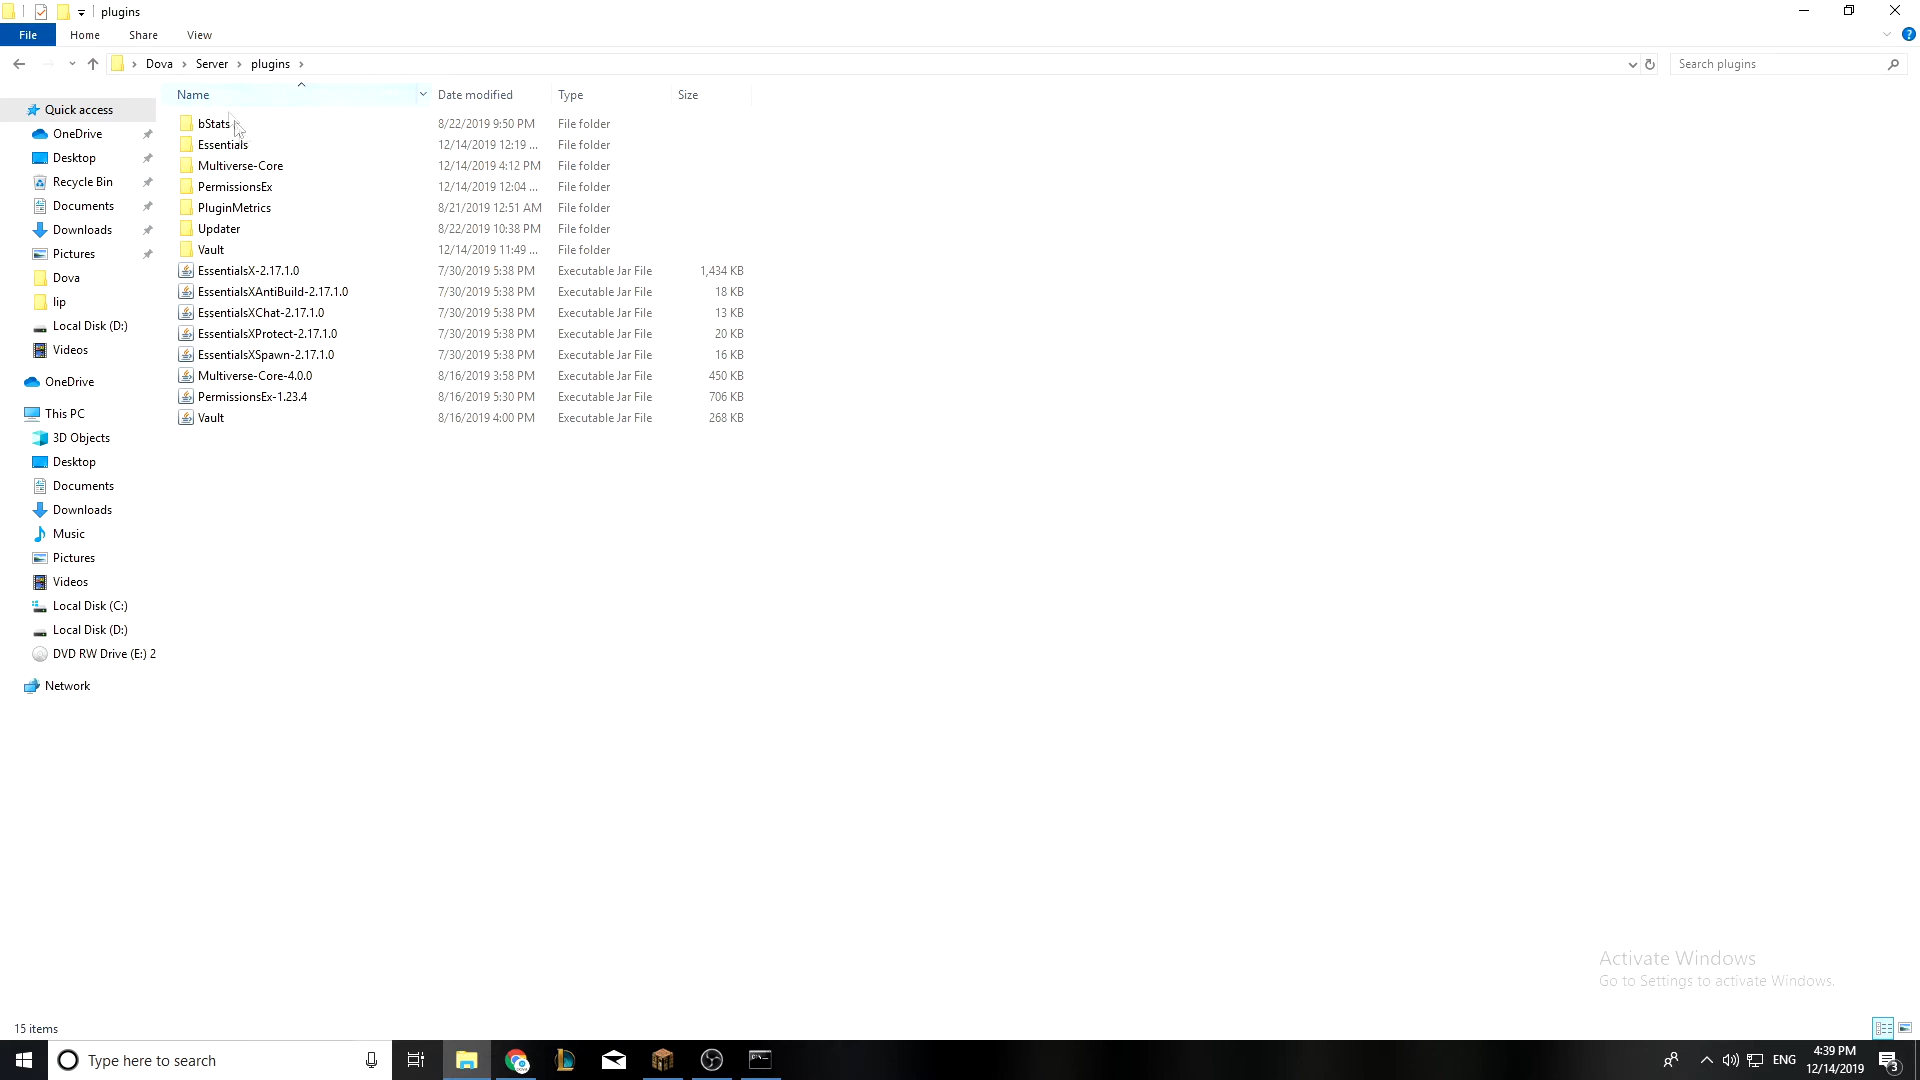 plugins
File Home Share View
Dova Server plugins
Search plugins
Name Date modified Type Size
Quick access
OneDrive
Desktop
Recycle Bin
Documents
Downloads
Pictures
Dova
lip
Local Disk (D:)
Videos
OneDrive
This PC
3D Objects
Desktop
Documents
Downloads
Music
Pictures
Videos
Local Disk (C:)
Local Disk (D:)
DVD RW Drive (E:) 2
Network
bStats 8/22/2019 9:50 PM File folder
Essentials 12/14/2019 12:19 ... File folder
Multiverse-Core 12/14/2019 4:12 PM File folder
PermissionsEx 12/14/2019 12:04 ... File folder
PluginMetrics 8/21/2019 12:51 AM File folder
Updater 8/22/2019 10:38 PM File folder
Vault 12/14/2019 11:49 ... File folder
EssentialsX-2.17.1.0 7/30/2019 5:38 PM Executable Jar File 1,434 KB
EssentialsXAntiBuild-2.17.1.0 7/30/2019 5:38 PM Executable Jar File 18 KB
EssentialsXChat-2.17.1.0 7/30/2019 5:38 PM Executable Jar File 13 KB
EssentialsXProtect-2.17.1.0 7/30/2019 5:38 PM Executable Jar File 20 KB
EssentialsXSpawn-2.17.1.0 7/30/2019 5:38 PM Executable Jar File 16 KB
Multiverse-Core-4.0.0 8/16/2019 3:58 PM Executable Jar File 450 KB
PermissionsEx-1.23.4 8/16/2019 5:30 PM Executable Jar File 706 KB
Vault 8/16/2019 4:00 PM Executable Jar File 268 KB
Activate Windows
Go to Settings to activate Windows.
15 items
Type here to search
ENG
4:39 PM
12/14/2019
3